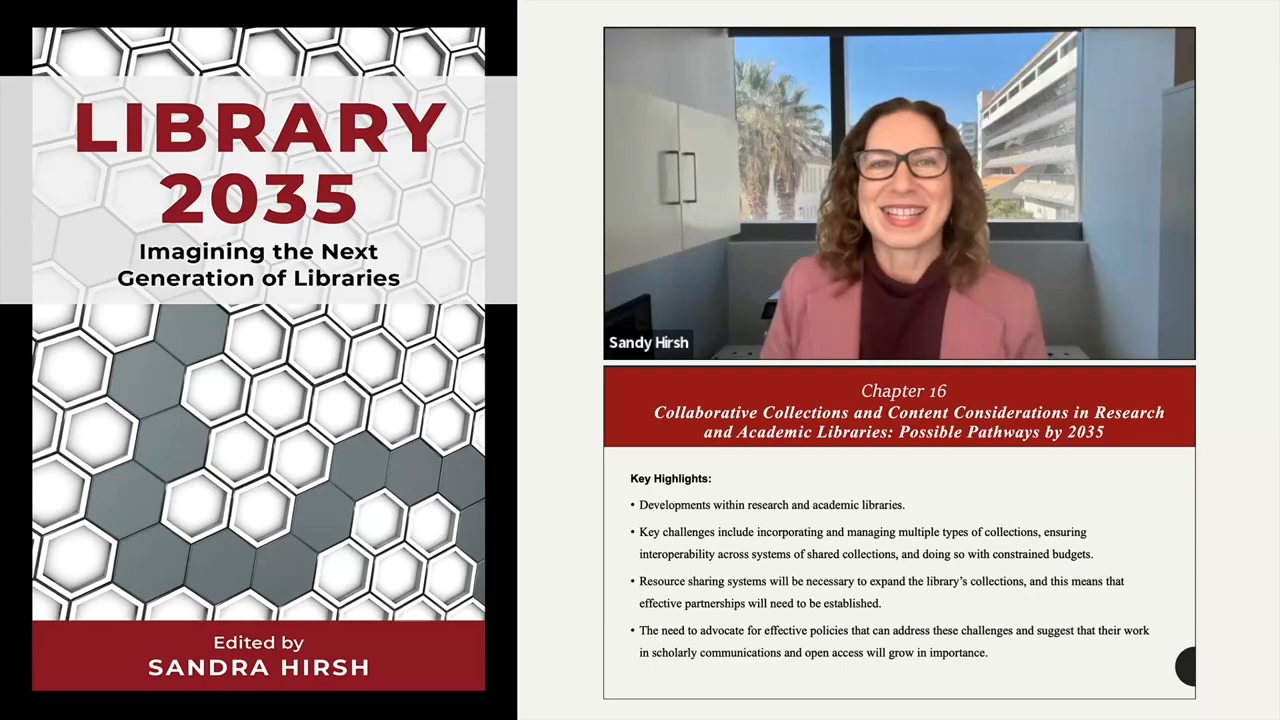 LIBRARY
2035
Imagining the Next
Generation of Libraries
Edited by
SANDRA HIRSH
Sandy Hirsh
Chapter 16
Collaborative Collections and Content Considerations in Research
and Academic Libraries: Possible Pathways by 2035
Key Highlights:
• Developments within research and academic libraries.
• Key challenges include incorporating and managing multiple types of collections, ensuring
interoperability across systems of shared collections, and doing so with constrained budgets.
• Resource sharing systems will be necessary to expand the library’s collections, and this means that
effective partnerships will need to be established.
• The need to advocate for effective policies that can address these challenges and suggest that their work
in scholarly communications and open access will grow in importance.